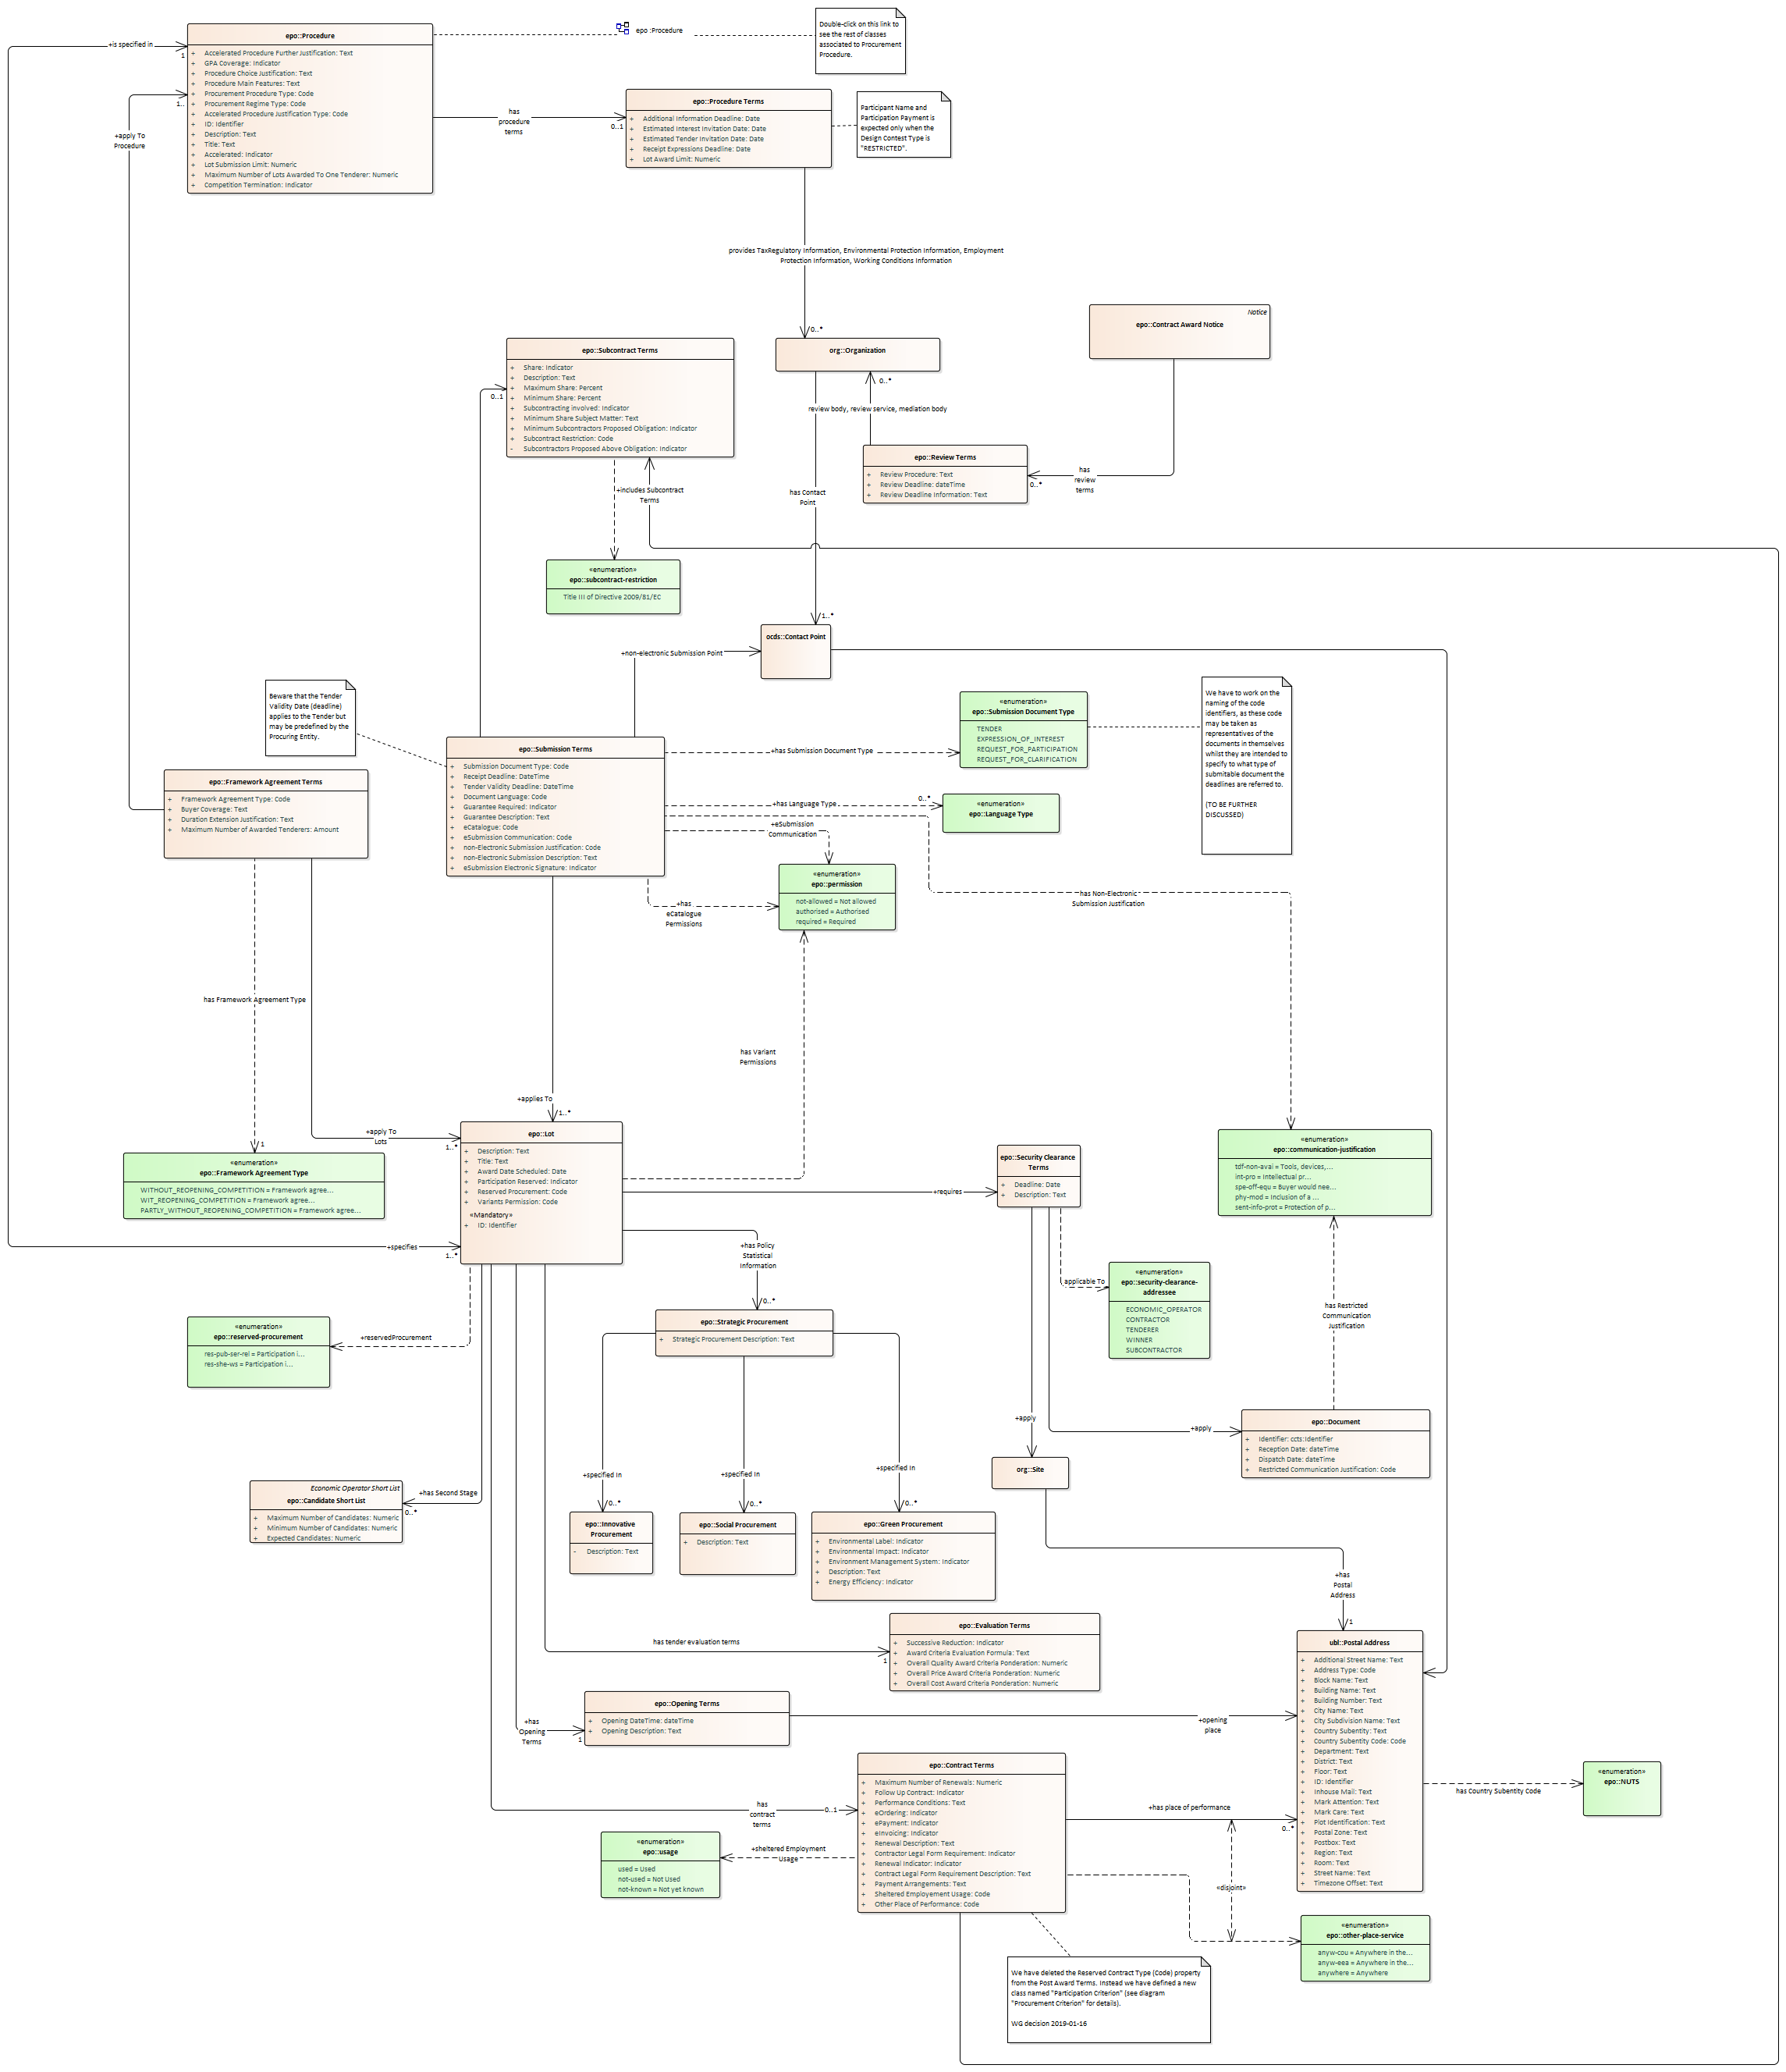 epo::Procedure
+ Accelerated Procedure Further Justification: Text
+ GPA Coverage: Indicator
+ Procedure Choice Justification: Text
+ Procedure Main Features: Text
+ Procurement Procedure Type: Code
+ Procurement Regime Type: Code
+ Accelerated Procedure Justification Type: Code
+ ID: Identifier
+ Description: Text
+ Title: Text
+ Accelerated: Indicator
+ Lot Submission Limit: Numeric
+ Maximum Number of Lots Awarded To One Tenderer: Numeric
+ Competition Termination: Indicator
+is specified in
1
1..
+apply To
Procedure
epo :Procedure
Double-click on this link to
see the rest of classes
associated to Procurement
Procedure.
has
procedure
terms
0..1
epo::Procedure Terms
+ Additional Information Deadline: Date
+ Estimated Interest Invitation Date: Date
+ Estimated Tender Invitation Date: Date
+ Receipt Expressions Deadline: Date
+ Lot Award Limit: Numeric
Participant Name and
Participation Payment is
expected only when the
Design Contest Type is
"RESTRICTED".
provides TaxRegulatory Information, Environmental Protection Information, Employment
Protection Information, Working Conditions Information
0..*
org::Organization
0..*
Notice
epo::Contract Award Notice
review body, review service, mediation body
epo::Review Terms
+ Review Procedure: Text
+ Review Deadline: dateTime
+ Review Deadline Information: Text
has
review
terms
0..*
epo::Subcontract Terms
+ Share: Indicator
+ Description: Text
+ Maximum Share: Percent
+ Minimum Share: Percent
+ Subcontracting involved: Indicator
+ Minimum Share Subject Matter: Text
+ Minimum Subcontractors Proposed Obligation: Indicator
+ Subcontract Restriction: Code
- Subcontractors Proposed Above Obligation: Indicator
0..1
+includes Subcontract
Terms
has Contact
Point
«enumeration»
epo::subcontract-restriction
Title III of Directive 2009/81/EC
1..*
ocds::Contact Point
+non-electronic Submission Point
Beware that the Tender
Validity Date (deadline)
applies to the Tender but
may be predefined by the
Procuring Entity.
epo::Submission Terms
+ Submission Document Type: Code
+ Receipt Deadline: DateTime
+ Tender Validity Deadline: DateTime
+ Document Language: Code
+ Guarantee Required: Indicator
+ Guarantee Description: Text
+ eCatalogue: Code
+ eSubmission Communication: Code
+ non-Electronic Submission Justification: Code
+ non-Electronic Submission Description: Text
+ eSubmission Electronic Signature: Indicator
+has Submission Document Type
«enumeration»
epo::Submission Document Type
TENDER
EXPRESSION_OF_INTEREST
REQUEST_FOR_PARTICIPATION
REQUEST_FOR_CLARIFICATION
We have to work on the
naming of the code
identifiers, as these code
may be taken as
representatives of the
documents in themselves
whilst they are intended to
specify to what type of
submitable document the
deadlines are referred to.
(TO BE FURTHER
DISCUSSED)
+has Language Type
0..*
«enumeration»
epo::Language Type
+eSubmission
Communication
«enumeration»
epo::permission
not-allowed = Not allowed
authorised = Authorised
required = Required
+has
eCatalogue
Permissions
has Non-Electronic
Submission Justification
epo::Framework Agreement Terms
+ Framework Agreement Type: Code
+ Buyer Coverage: Text
+ Duration Extension Justification: Text
+ Maximum Number of Awarded Tenderers: Amount
has Framework Agreement Type
1
has Variant
Permissions
+applies To
1..*
+apply To
Lots
1..*
«enumeration»
epo::Framework Agreement Type
WITHOUT_REOPENING_COMPETITION = Framework agree...
WIT_REOPENING_COMPETITION = Framework agree...
PARTLY_WITHOUT_REOPENING_COMPETITION = Framework agree...
epo::Lot
+ Description: Text
+ Title: Text
+ Award Date Scheduled: Date
+ Participation Reserved: Indicator
+ Reserved Procurement: Code
+ Variants Permission: Code
«Mandatory»
+ ID: Identifier
+specifies
1..*
+requires
epo::Security Clearance
Terms
+ Deadline: Date
+ Description: Text
«enumeration»
epo::communication-justification
tdf-non-avai = Tools, devices,...
int-pro = Intellectual pr...
spe-off-equ = Buyer would nee...
phy-mod = Inclusion of a ...
sent-info-prot = Protection of p...
+has Policy
Statistical
Information
0..*
applicable To
«enumeration»
epo::security-clearance-
addressee
ECONOMIC_OPERATOR
CONTRACTOR
TENDERER
WINNER
SUBCONTRACTOR
has Restricted
Communication
Justification
«enumeration»
epo::reserved-procurement
res-pub-ser-rel = Participation i...
res-she-ws = Participation i...
+reservedProcurement
epo::Strategic Procurement
+ Strategic Procurement Description: Text
+apply
+apply
epo::Document
+ Identifier: ccts:Identifier
+ Reception Date: dateTime
+ Dispatch Date: dateTime
+ Restricted Communication Justification: Code
org::Site
+specified In
0..*
+specified In
0..*
+specified In
0..*
Economic Operator Short List
epo::Candidate Short List
+ Maximum Number of Candidates: Numeric
+ Minimum Number of Candidates: Numeric
+ Expected Candidates: Numeric
+has Second Stage
0..*
epo::Innovative
Procurement
- Description: Text
epo::Social Procurement
+ Description: Text
epo::Green Procurement
+ Environmental Label: Indicator
+ Environmental Impact: Indicator
+ Environment Management System: Indicator
+ Description: Text
+ Energy Efficiency: Indicator
+has
Postal
Address
1
has tender evaluation terms
1
epo::Evaluation Terms
+ Successive Reduction: Indicator
+ Award Criteria Evaluation Formula: Text
+ Overall Quality Award Criteria Ponderation: Numeric
+ Overall Price Award Criteria Ponderation: Numeric
+ Overall Cost Award Criteria Ponderation: Numeric
ubl::Postal Address
+ Additional Street Name: Text
+ Address Type: Code
+ Block Name: Text
+ Building Name: Text
+ Building Number: Text
+ City Name: Text
+ City Subdivision Name: Text
+ Country Subentity: Text
+ Country Subentity Code: Code
+ Department: Text
+ District: Text
+ Floor: Text
+ ID: Identifier
+ Inhouse Mail: Text
+ Mark Attention: Text
+ Mark Care: Text
+ Plot Identification: Text
+ Postal Zone: Text
+ Postbox: Text
+ Region: Text
+ Room: Text
+ Street Name: Text
+ Timezone Offset: Text
+has
Opening
Terms
1
epo::Opening Terms
+ Opening DateTime: dateTime
+ Opening Description: Text
+opening
place
has
contract
terms
0..1
epo::Contract Terms
+ Maximum Number of Renewals: Numeric
+ Follow Up Contract: Indicator
+ Performance Conditions: Text
+ eOrdering: Indicator
+ ePayment: Indicator
+ eInvoicing: Indicator
+ Renewal Description: Text
+ Contractor Legal Form Requirement: Indicator
+ Renewal Indicator: Indicator
+ Contract Legal Form Requirement Description: Text
+ Payment Arrangements: Text
+ Sheltered Employement Usage: Code
+ Other Place of Performance: Code
+has place of performance
0..*
has Country Subentity Code
«enumeration»
epo::NUTS
+sheltered Employment
Usage
«enumeration»
epo::usage
used = Used
not-used = Not Used
not-known = Not yet known
«disjoint»
«enumeration»
epo::other-place-service
anyw-cou = Anywhere in the...
anyw-eea = Anywhere in the...
anywhere = Anywhere
We have deleted the Reserved Contract Type (Code) property
from the Post Award Terms. Instead we have defined a new
class named "Participation Criterion" (see diagram
"Procurement Criterion" for details).
WG decision 2019-01-16